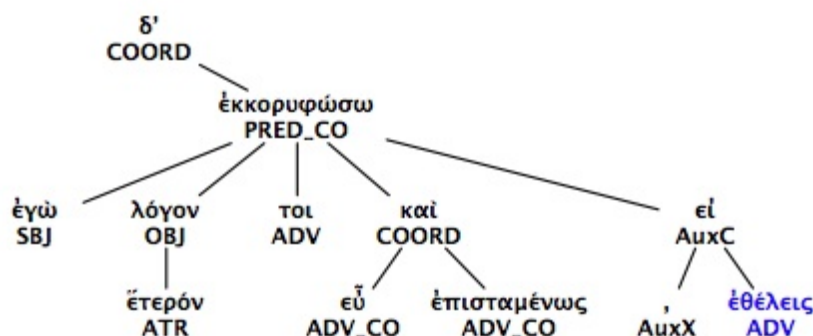 δ’
COORD
ἐκκορυφώσω
PRED_CO
ἐγὼ λόγον τοι καὶ εἰ
SBJ OBJ ADV COORD AuxC
ἕτερόν εὖ ἐπισταμένως , ἐθέλεις
ATR ADV_CO ADV_CO AuxX ADV